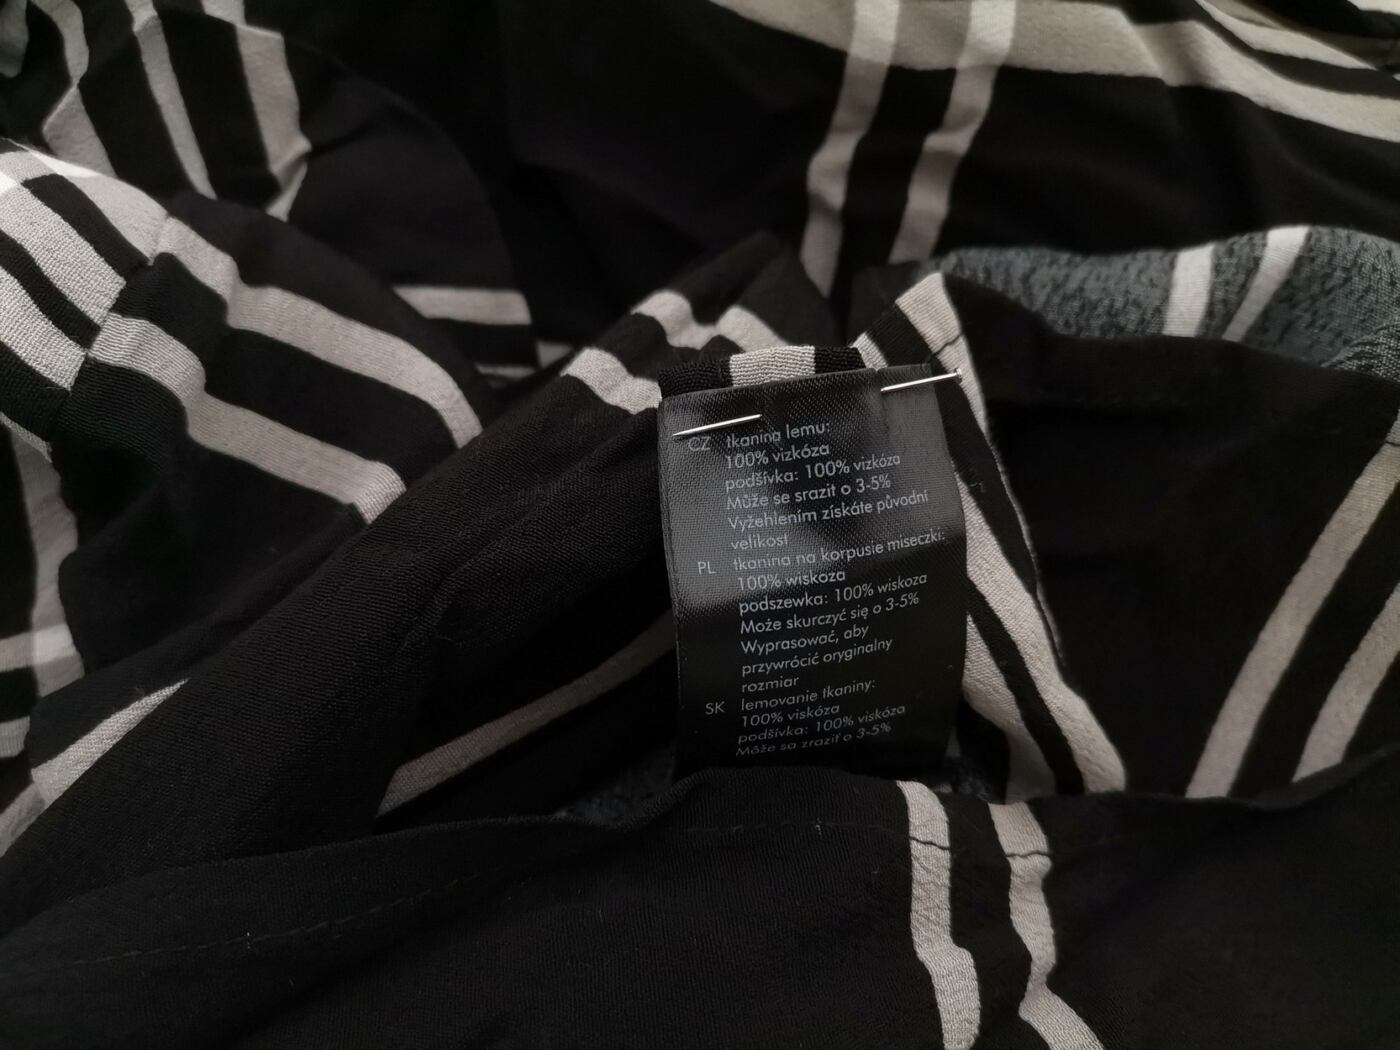 CZ tkanina lemu:
100% vizkóza
podšívka: 100% vizkóza
Může se srazit o 3-5%
Vyžehlením získáte původní
velikost
PL tkanina na korpusie miseczki:
100% wiskoza
podszewka: 100% wiskoza
Może skurczyć się o 3-5%
Wyprasować, aby
przywrócić oryginalny
rozmiar
SK lemovanie tkaniny:
100% viskóza
podšívka: 100% viskóza
Môže sa zraziť o 3-5%